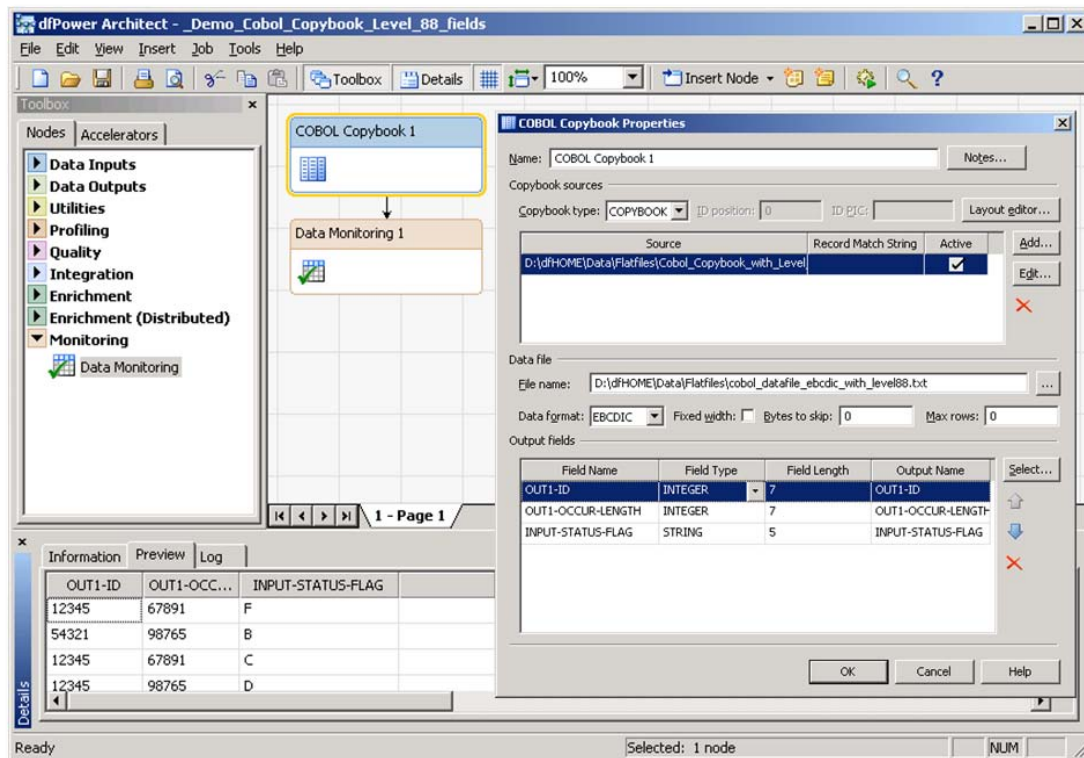 dfPower Architect - _Demo_Cobol_Copybook_Level_88_fields
File Edit View Insert Job Tools Help
Toolbox Details 100% Insert Node ?
Toolbox
Nodes Accelerators
Data Inputs
Data Outputs
Utilities
Profiling
Quality
Integration
Enrichment
Enrichment (Distributed)
Monitoring
Data Monitoring
COBOL Copybook 1
Data Monitoring 1
1 - Page 1
COBOL Copybook Properties
Name: COBOL Copybook 1 Notes...
Copybook sources
Copybook type: COPYBOOK ID position: 0 ID PIC: Layout editor...
Source Record Match String Active Add...
D:\dfHOME\Data\Flatfiles\Cobol_Copybook_with_Level
Edit...
Data file
File name: D:\dfHOME\Data\Flatfiles\cobol_datafile_ebcdic_with_level88.txt ...
Data format: EBCDIC Fixed width: Bytes to skip: 0 Max rows: 0
Output fields
Field Name Field Type Field Length Output Name Select...
OUT1-ID INTEGER 7 OUT1-ID
OUT1-OCCUR-LENGTH INTEGER 7 OUT1-OCCUR-LENGTH
INPUT-STATUS-FLAG STRING 5 INPUT-STATUS-FLAG
OK Cancel Help
Information Preview Log
OUT1-ID OUT1-OCC... INPUT-STATUS-FLAG
12345 67891 F
54321 98765 B
12345 67891 C
12345 98765 D
Details
Ready Selected: 1 node NUM